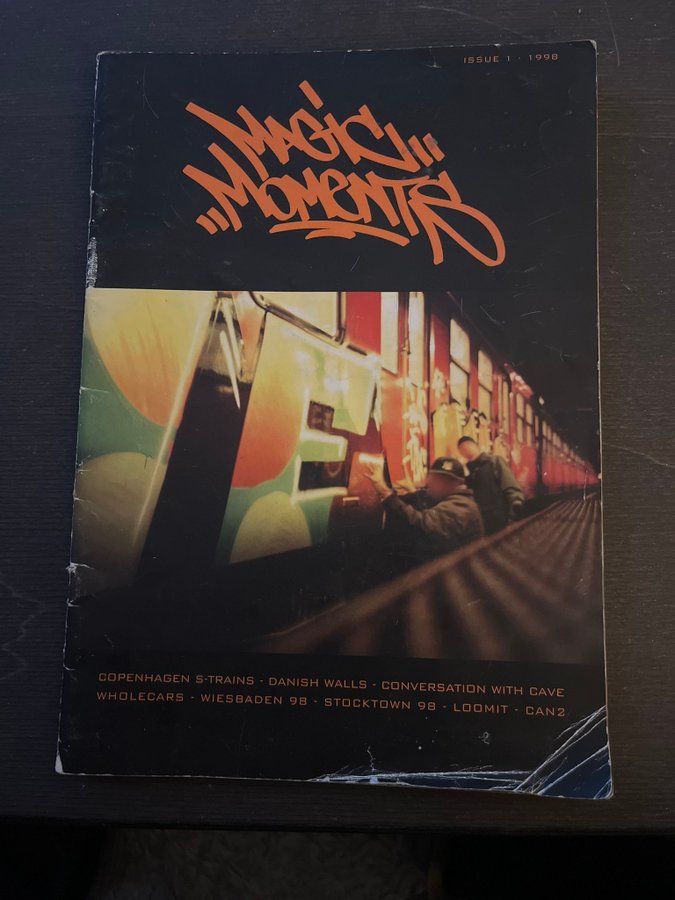 ISSUE 1 - 1998
MAGIC
MOMENTS
COPENHAGEN S-TRAINS - DANISH WALLS - CONVERSATION WITH CAVE
WHOLECARS - WIESBADEN 98 - STOCKTOWN 98 - LOOMIT - CAN2